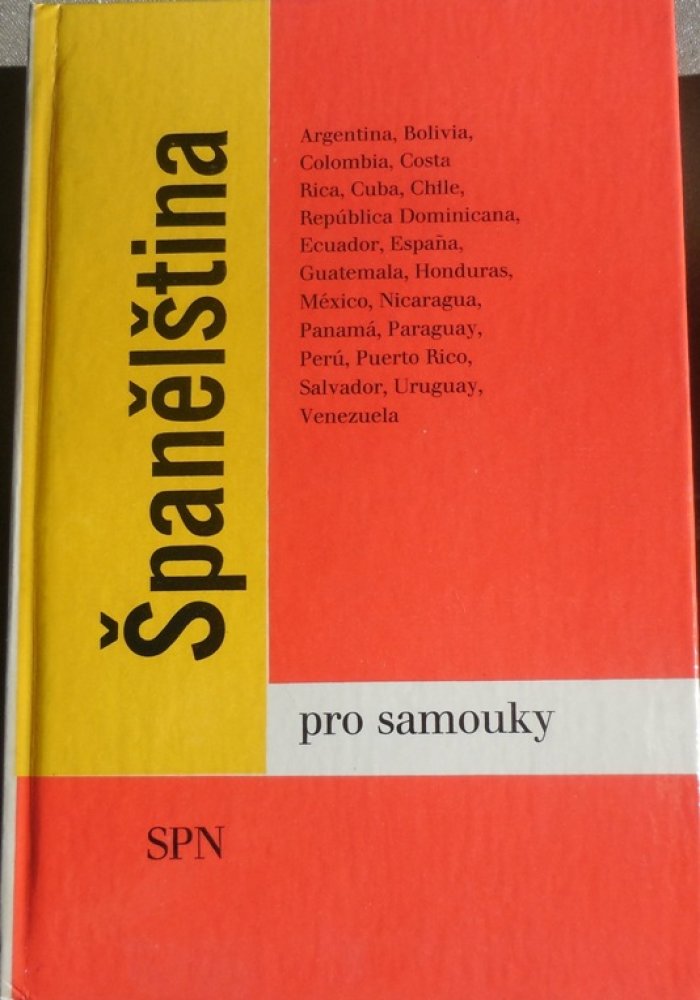 Španělština
Argentina, Bolivia,
Colombia, Costa
Rica, Cuba, Chile,
República Dominicana,
Ecuador, España,
Guatemala, Honduras,
México, Nicaragua,
Panamá, Paraguay,
Perú, Puerto Rico,
Salvador, Uruguay,
Venezuela
pro samouky
SPN